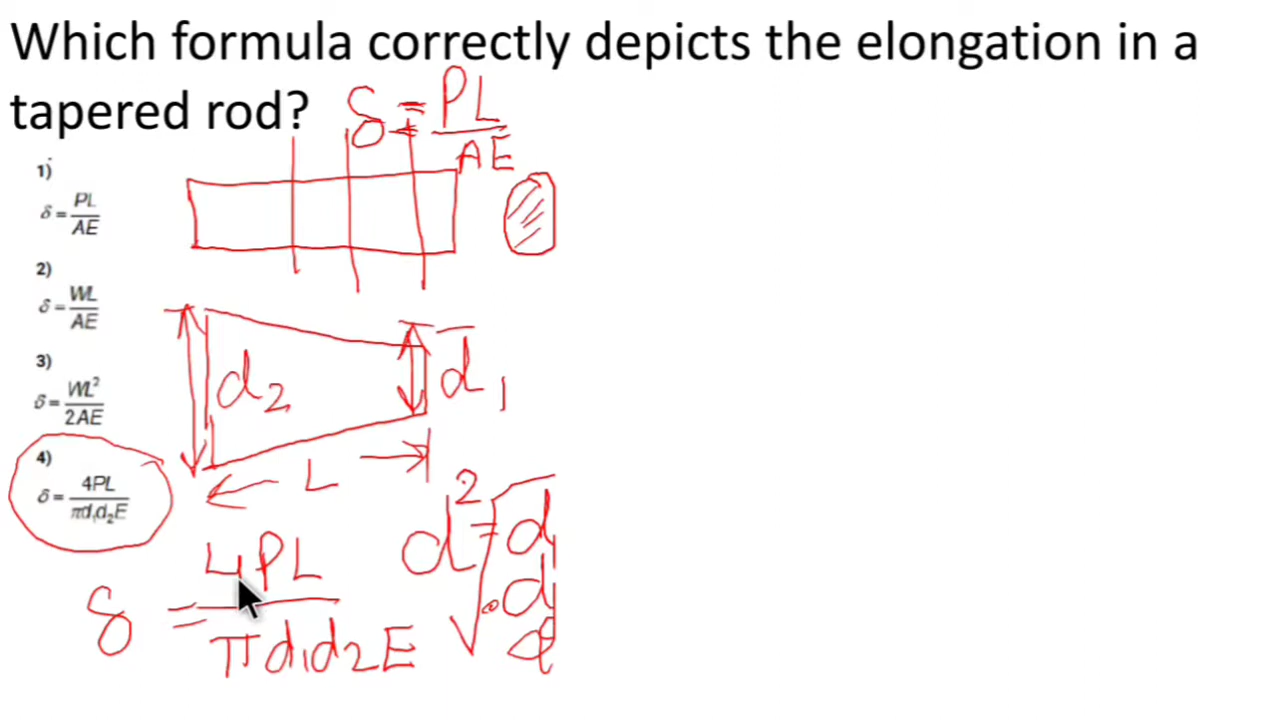 Which formula correctly depicts the elongation in a
tapered rod?
δ = PL
AE
1)
δ = PL
AE
2)
δ = WL
AE
3)
δ = WL²
2AE
4)
δ = 4PL
πd₁d₂E
d₂
d₁
L
d² =
δ = 4PL
πd₁d₂E